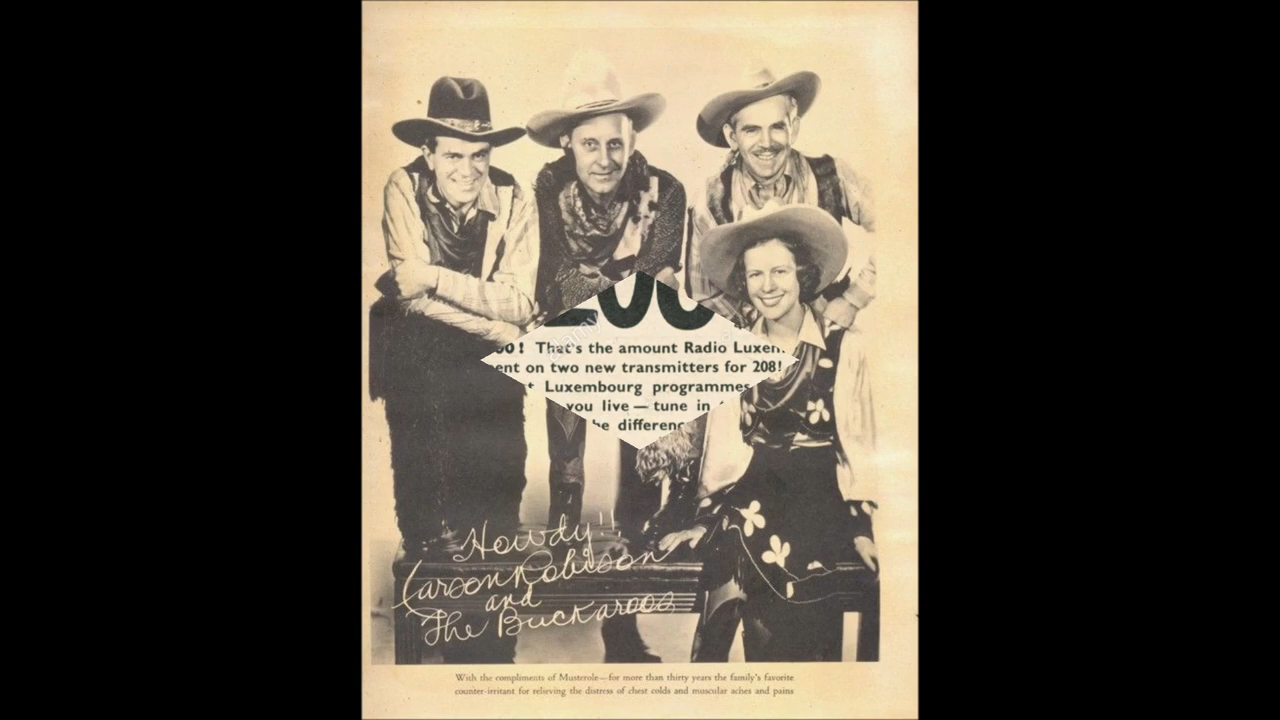 200
00! That's the amount Radio Luxem
ent on two new transmitters for 208!
t Luxembourg programmes
you live — tune in
he differenc
Howdy!!
Carson Robison
and
The Buckaroos
With the compliments of Musterole—for more than thirty years the family's favorite
counter-irritant for relieving the distress of chest colds and muscular aches and pains